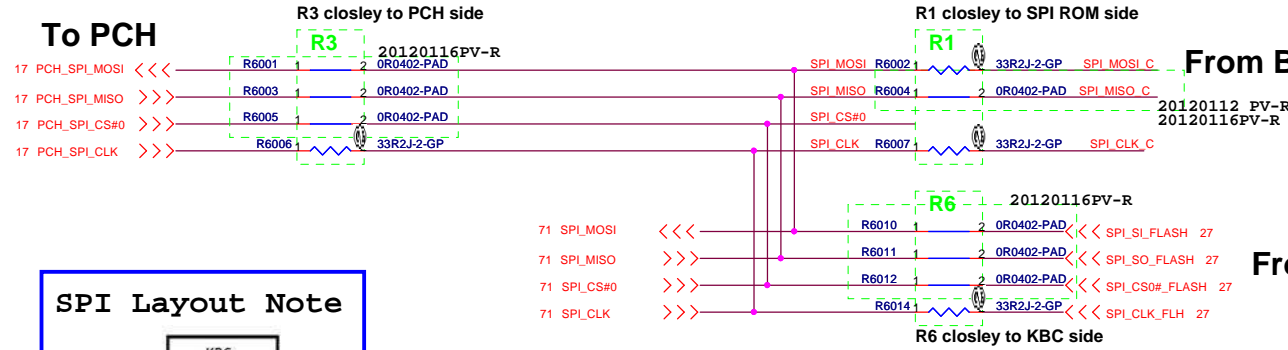 R3 closley to PCH side
R1 closley to SPI ROM side
To PCH
R3
20120116PV-R
R1
From B
17 PCH_SPI_MOSI
R6001 1 2 0R0402-PAD
SPI_MOSI R6002 1 2 33R2J-2-GP SPI_MOSI_C
17 PCH_SPI_MISO
R6003 1 2 0R0402-PAD
SPI_MISO R6004 1 2 0R0402-PAD SPI_MISO_C
20120112 PV-R
20120116PV-R
17 PCH_SPI_CS#0
R6005 1 2 0R0402-PAD
SPI_CS#0
17 PCH_SPI_CLK
R6006 1 2 33R2J-2-GP
SPI_CLK R6007 1 2 33R2J-2-GP SPI_CLK_C
R6
20120116PV-R
71 SPI_MOSI
R6010 1 2 0R0402-PAD SPI_SI_FLASH 27
71 SPI_MISO
R6011 1 2 0R0402-PAD SPI_SO_FLASH 27
Fr
71 SPI_CS#0
R6012 1 2 0R0402-PAD SPI_CS0#_FLASH 27
71 SPI_CLK
R6014 1 2 33R2J-2-GP SPI_CLK_FLH 27
R6 closley to KBC side
SPI Layout Note